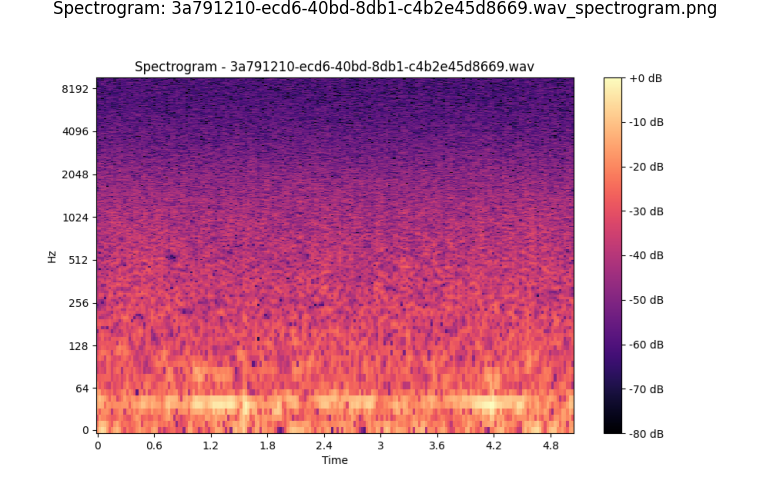 Spectrogram: 3a791210-ecd6-40bd-8db1-c4b2e45d8669.wav_spectrogram.png
Spectrogram - 3a791210-ecd6-40bd-8db1-c4b2e45d8669.wav
8192
4096
2048
1024
512
256
128
64
0
Hz
0 0.6 1.2 1.8 2.4 3 3.6 4.2 4.8
Time
+0 dB
-10 dB
-20 dB
-30 dB
-40 dB
-50 dB
-60 dB
-70 dB
-80 dB